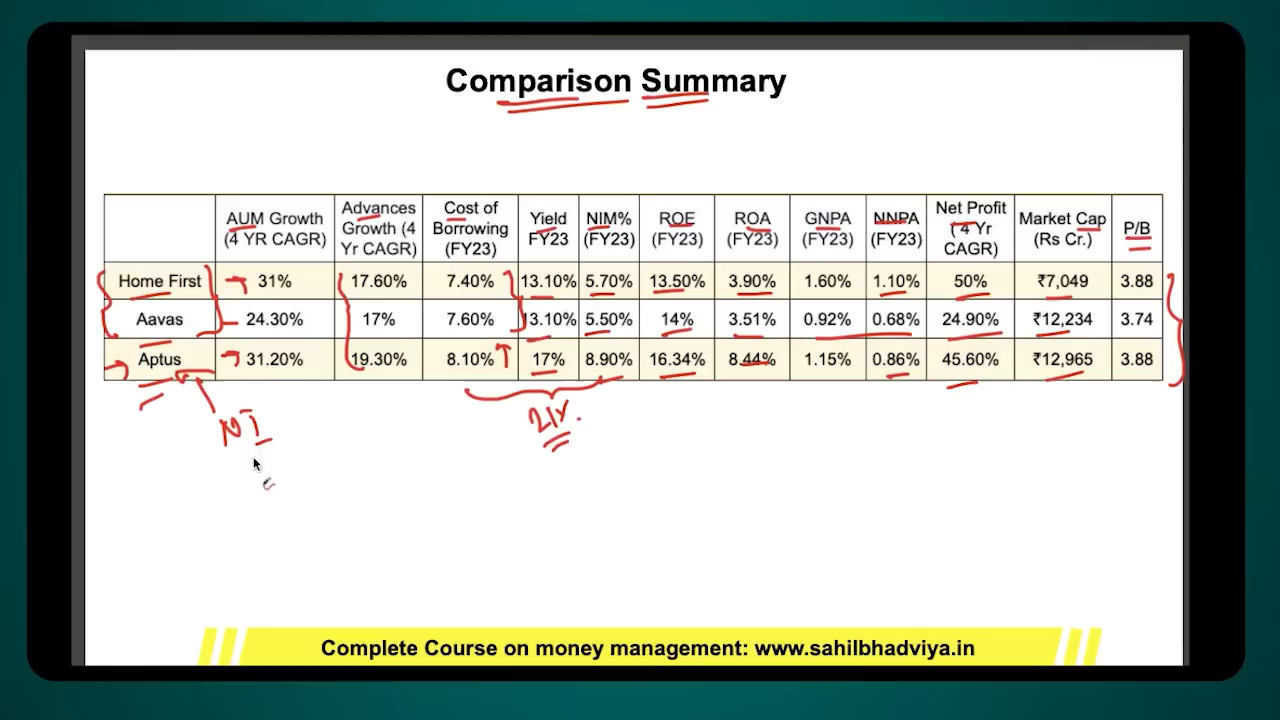 Comparison Summary
AUM Growth (4 YR CAGR) Advances Growth (4 Yr CAGR) Cost of Borrowing (FY23) Yield FY23 NIM% (FY23) ROE (FY23) ROA (FY23) GNPA (FY23) NNPA (FY23) Net Profit (4 Yr CAGR) Market Cap (Rs Cr.) P/B
Home First 31% 17.60% 7.40% 13.10% 5.70% 13.50% 3.90% 1.60% 1.10% 50% ₹7,049 3.88
Aavas 24.30% 17% 7.60% 13.10% 5.50% 14% 3.51% 0.92% 0.68% 24.90% ₹12,234 3.74
Aptus 31.20% 19.30% 8.10% 17% 8.90% 16.34% 8.44% 1.15% 0.86% 45.60% ₹12,965 3.88
Complete Course on money management: www.sahilbhadviya.in